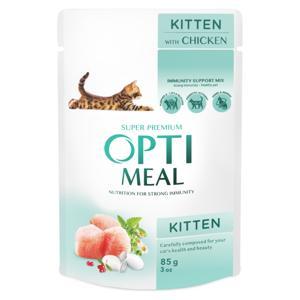 KITTEN
WITH CHICKEN
IMMUNITY SUPPORT MIX
SUPER PREMIUM
OPTI
MEAL
NUTRITION FOR STRONG IMMUNITY
KITTEN
Carefully composed for your
cat's health and beauty
85 g
3 oz